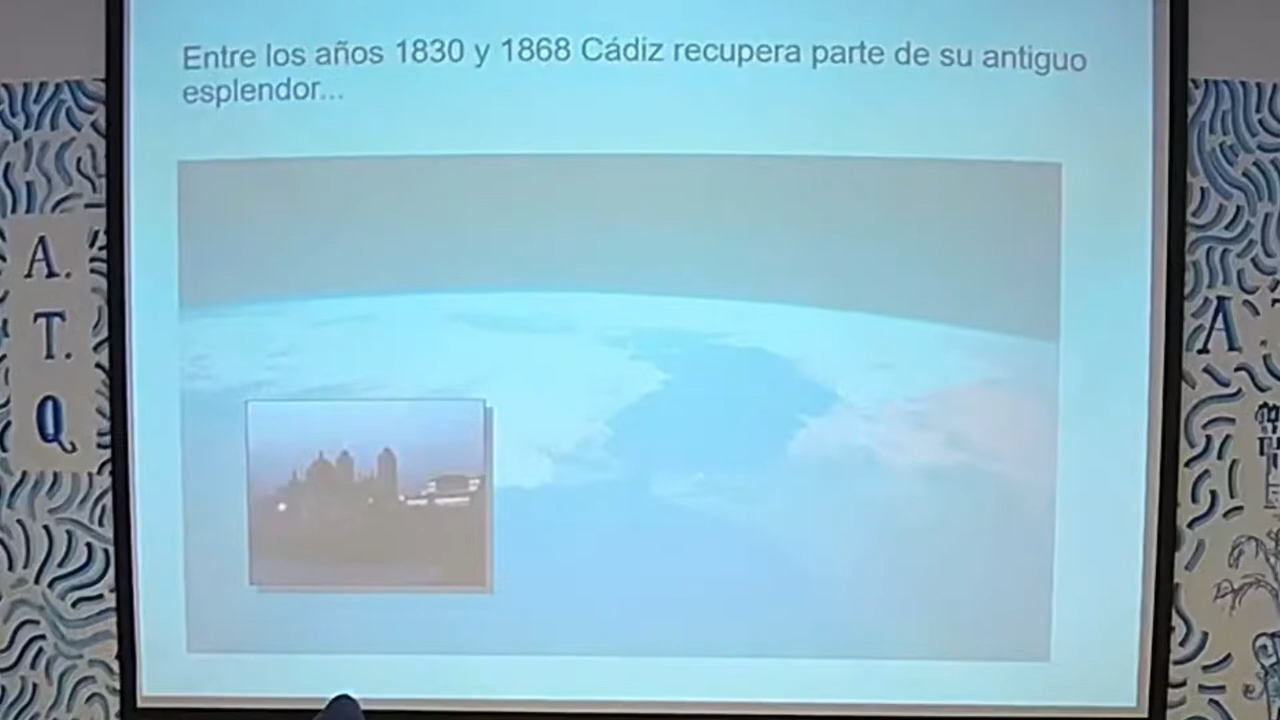 Entre los años 1830 y 1868 Cádiz recupera parte de su antiguo
esplendor...
A.
T.
Q
A.